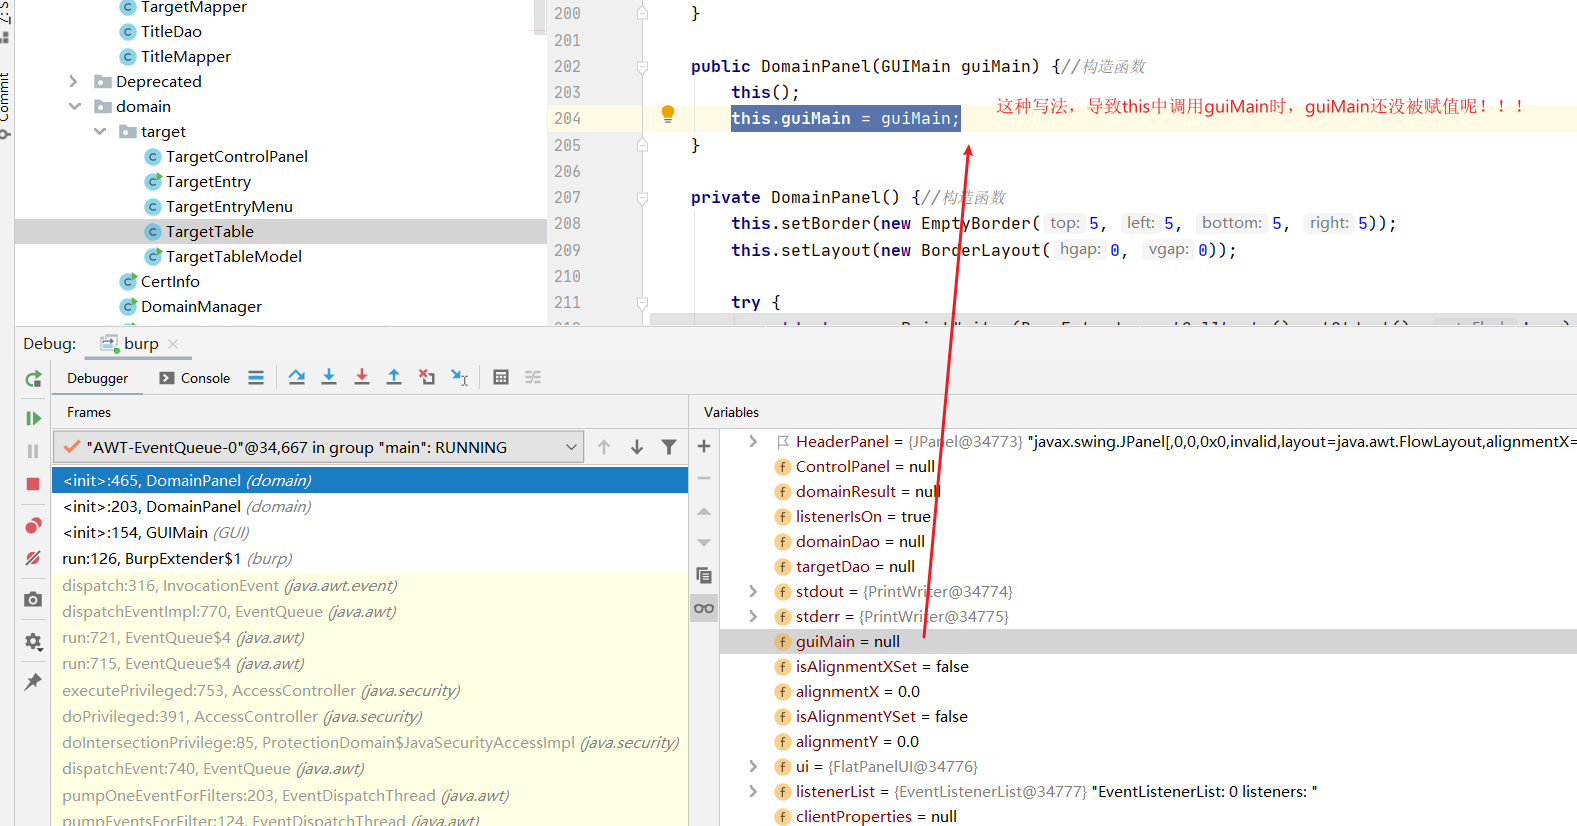 Z: S
Commit
TargetMapper
TitleDao
TitleMapper
Deprecated
domain
target
TargetControlPanel
TargetEntry
TargetEntryMenu
TargetTable
TargetTableModel
CertInfo
DomainManager
200 }
201
202 public DomainPanel(GUIMain guiMain) {//构造函数
203 this();
204 this.guiMain = guiMain; 这种写法，导致this中调用guiMain时，guiMain还没被赋值呢！！！
205 }
206
207 private DomainPanel() {//构造函数
208 this.setBorder(new EmptyBorder( top: 5, left: 5, bottom: 5, right: 5));
209 this.setLayout(new BorderLayout( hgap: 0, vgap: 0));
210
211 try {
Debug: burp
Debugger Console
Frames
"AWT-EventQueue-0"@34,667 in group "main": RUNNING
<init>:465, DomainPanel (domain)
<init>:203, DomainPanel (domain)
<init>:154, GUIMain (GUI)
run:126, BurpExtender$1 (burp)
dispatch:316, InvocationEvent (java.awt.event)
dispatchEventImpl:770, EventQueue (java.awt)
run:721, EventQueue$4 (java.awt)
run:715, EventQueue$4 (java.awt)
executePrivileged:753, AccessController (java.security)
doPrivileged:391, AccessController (java.security)
doIntersectionPrivilege:85, ProtectionDomain$JavaSecurityAccessImpl (java.security)
dispatchEvent:740, EventQueue (java.awt)
pumpOneEventForFilters:203, EventDispatchThread (java.awt)
pumpEventsForFilter:124, EventDispatchThread (java.awt)
Variables
HeaderPanel = {JPanel@34773} "javax.swing.JPanel[,0,0,0x0,invalid,layout=java.awt.FlowLayout,alignmentX=
ControlPanel = null
domainResult = null
listenerIsOn = true
domainDao = null
targetDao = null
stdout = {PrintWriter@34774}
stderr = {PrintWriter@34775}
guiMain = null
isAlignmentXSet = false
alignmentX = 0.0
isAlignmentYSet = false
alignmentY = 0.0
ui = {FlatPanelUI@34776}
listenerList = {EventListenerList@34777} "EventListenerList: 0 listeners: "
clientProperties = null